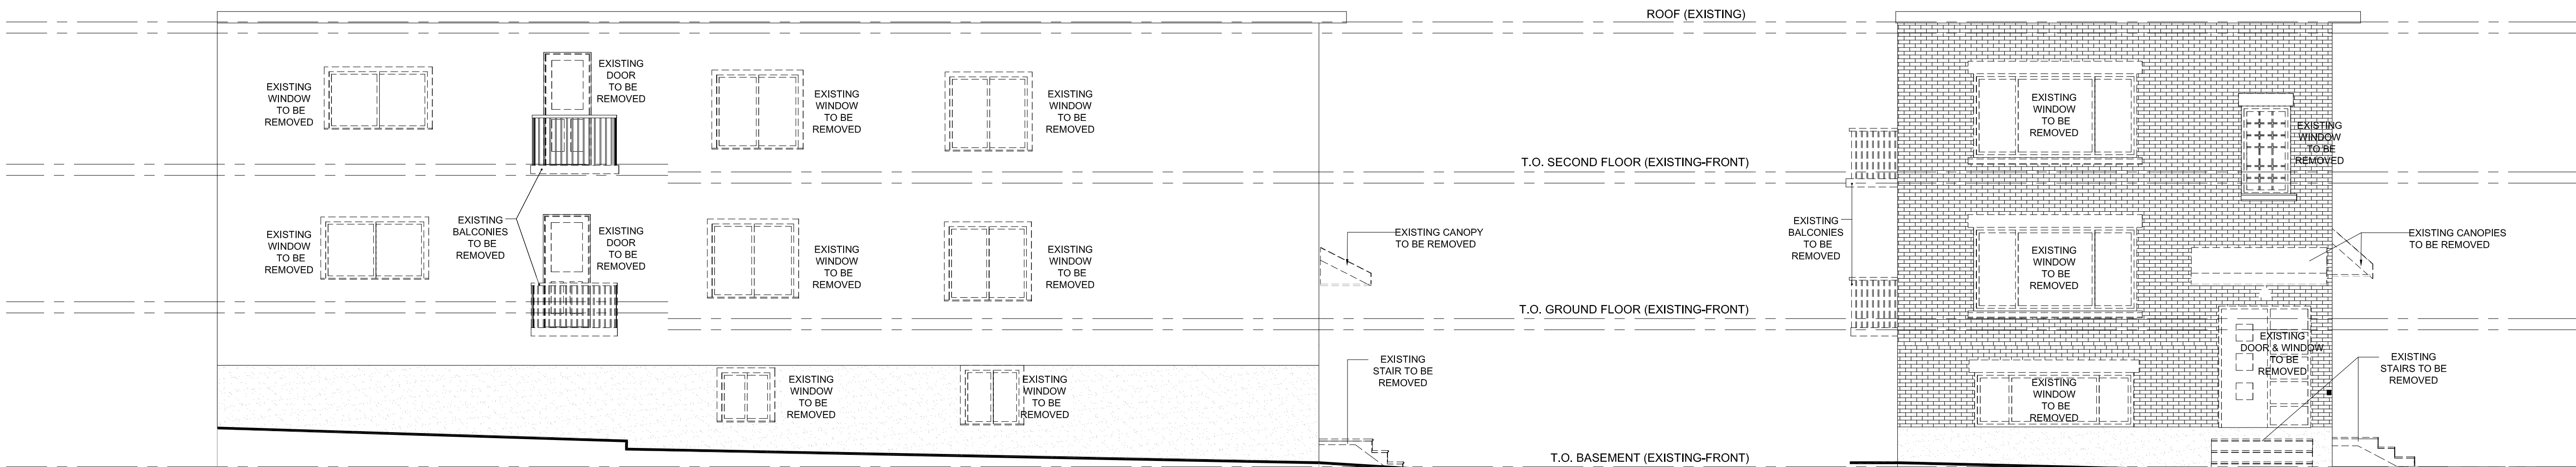 ROOF (EXISTING)
EXISTING
WINDOW
TO BE
REMOVED
EXISTING
DOOR
TO BE
REMOVED
EXISTING
WINDOW
TO BE
REMOVED
EXISTING
WINDOW
TO BE
REMOVED
EXISTING
WINDOW
TO BE
REMOVED
EXISTING
WINDOW
TO BE
REMOVED
T.O. SECOND FLOOR (EXISTING-FRONT)
EXISTING
WINDOW
TO BE
REMOVED
EXISTING
BALCONIES
TO BE
REMOVED
EXISTING
DOOR
TO BE
REMOVED
EXISTING
WINDOW
TO BE
REMOVED
EXISTING
WINDOW
TO BE
REMOVED
EXISTING CANOPY
TO BE REMOVED
EXISTING
BALCONIES
TO BE
REMOVED
EXISTING
WINDOW
TO BE
REMOVED
EXISTING CANOPIES
TO BE REMOVED
T.O. GROUND FLOOR (EXISTING-FRONT)
EXISTING
WINDOW
TO BE
REMOVED
EXISTING
WINDOW
TO BE
REMOVED
EXISTING
STAIR TO BE
REMOVED
EXISTING
WINDOW
TO BE
REMOVED
EXISTING
DOOR & WINDOW
TO BE
REMOVED
EXISTING
STAIRS TO BE
REMOVED
T.O. BASEMENT (EXISTING-FRONT)